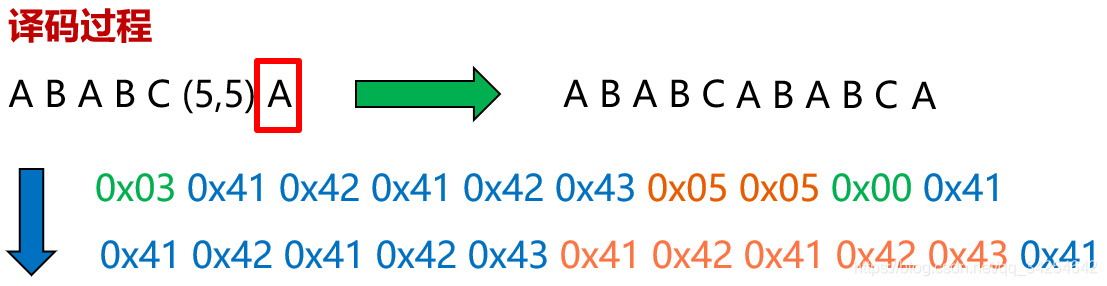 译码过程
A B A B C (5,5) A A B A B C A B A B C A
0x03 0x41 0x42 0x41 0x42 0x43 0x05 0x05 0x00 0x41
0x41 0x42 0x41 0x42 0x43 0x41 0x42 0x41 0x42 0x43 0x41